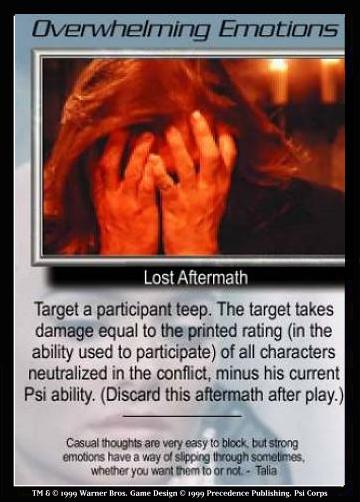 Overwhelming Emotions
Lost Aftermath
Target a participant teep. The target takes
damage equal to the printed rating (in the
ability used to participate) of all characters
neutralized in the conflict, minus his current
Psi ability. (Discard this aftermath after play.)
Casual thoughts are very easy to block, but strong
emotions have a way of slipping through sometimes,
whether you want them to or not. - Talia
TM & © 1999 Warner Bros. Game Design © 1999 Precedence Publishing. Psi Corps